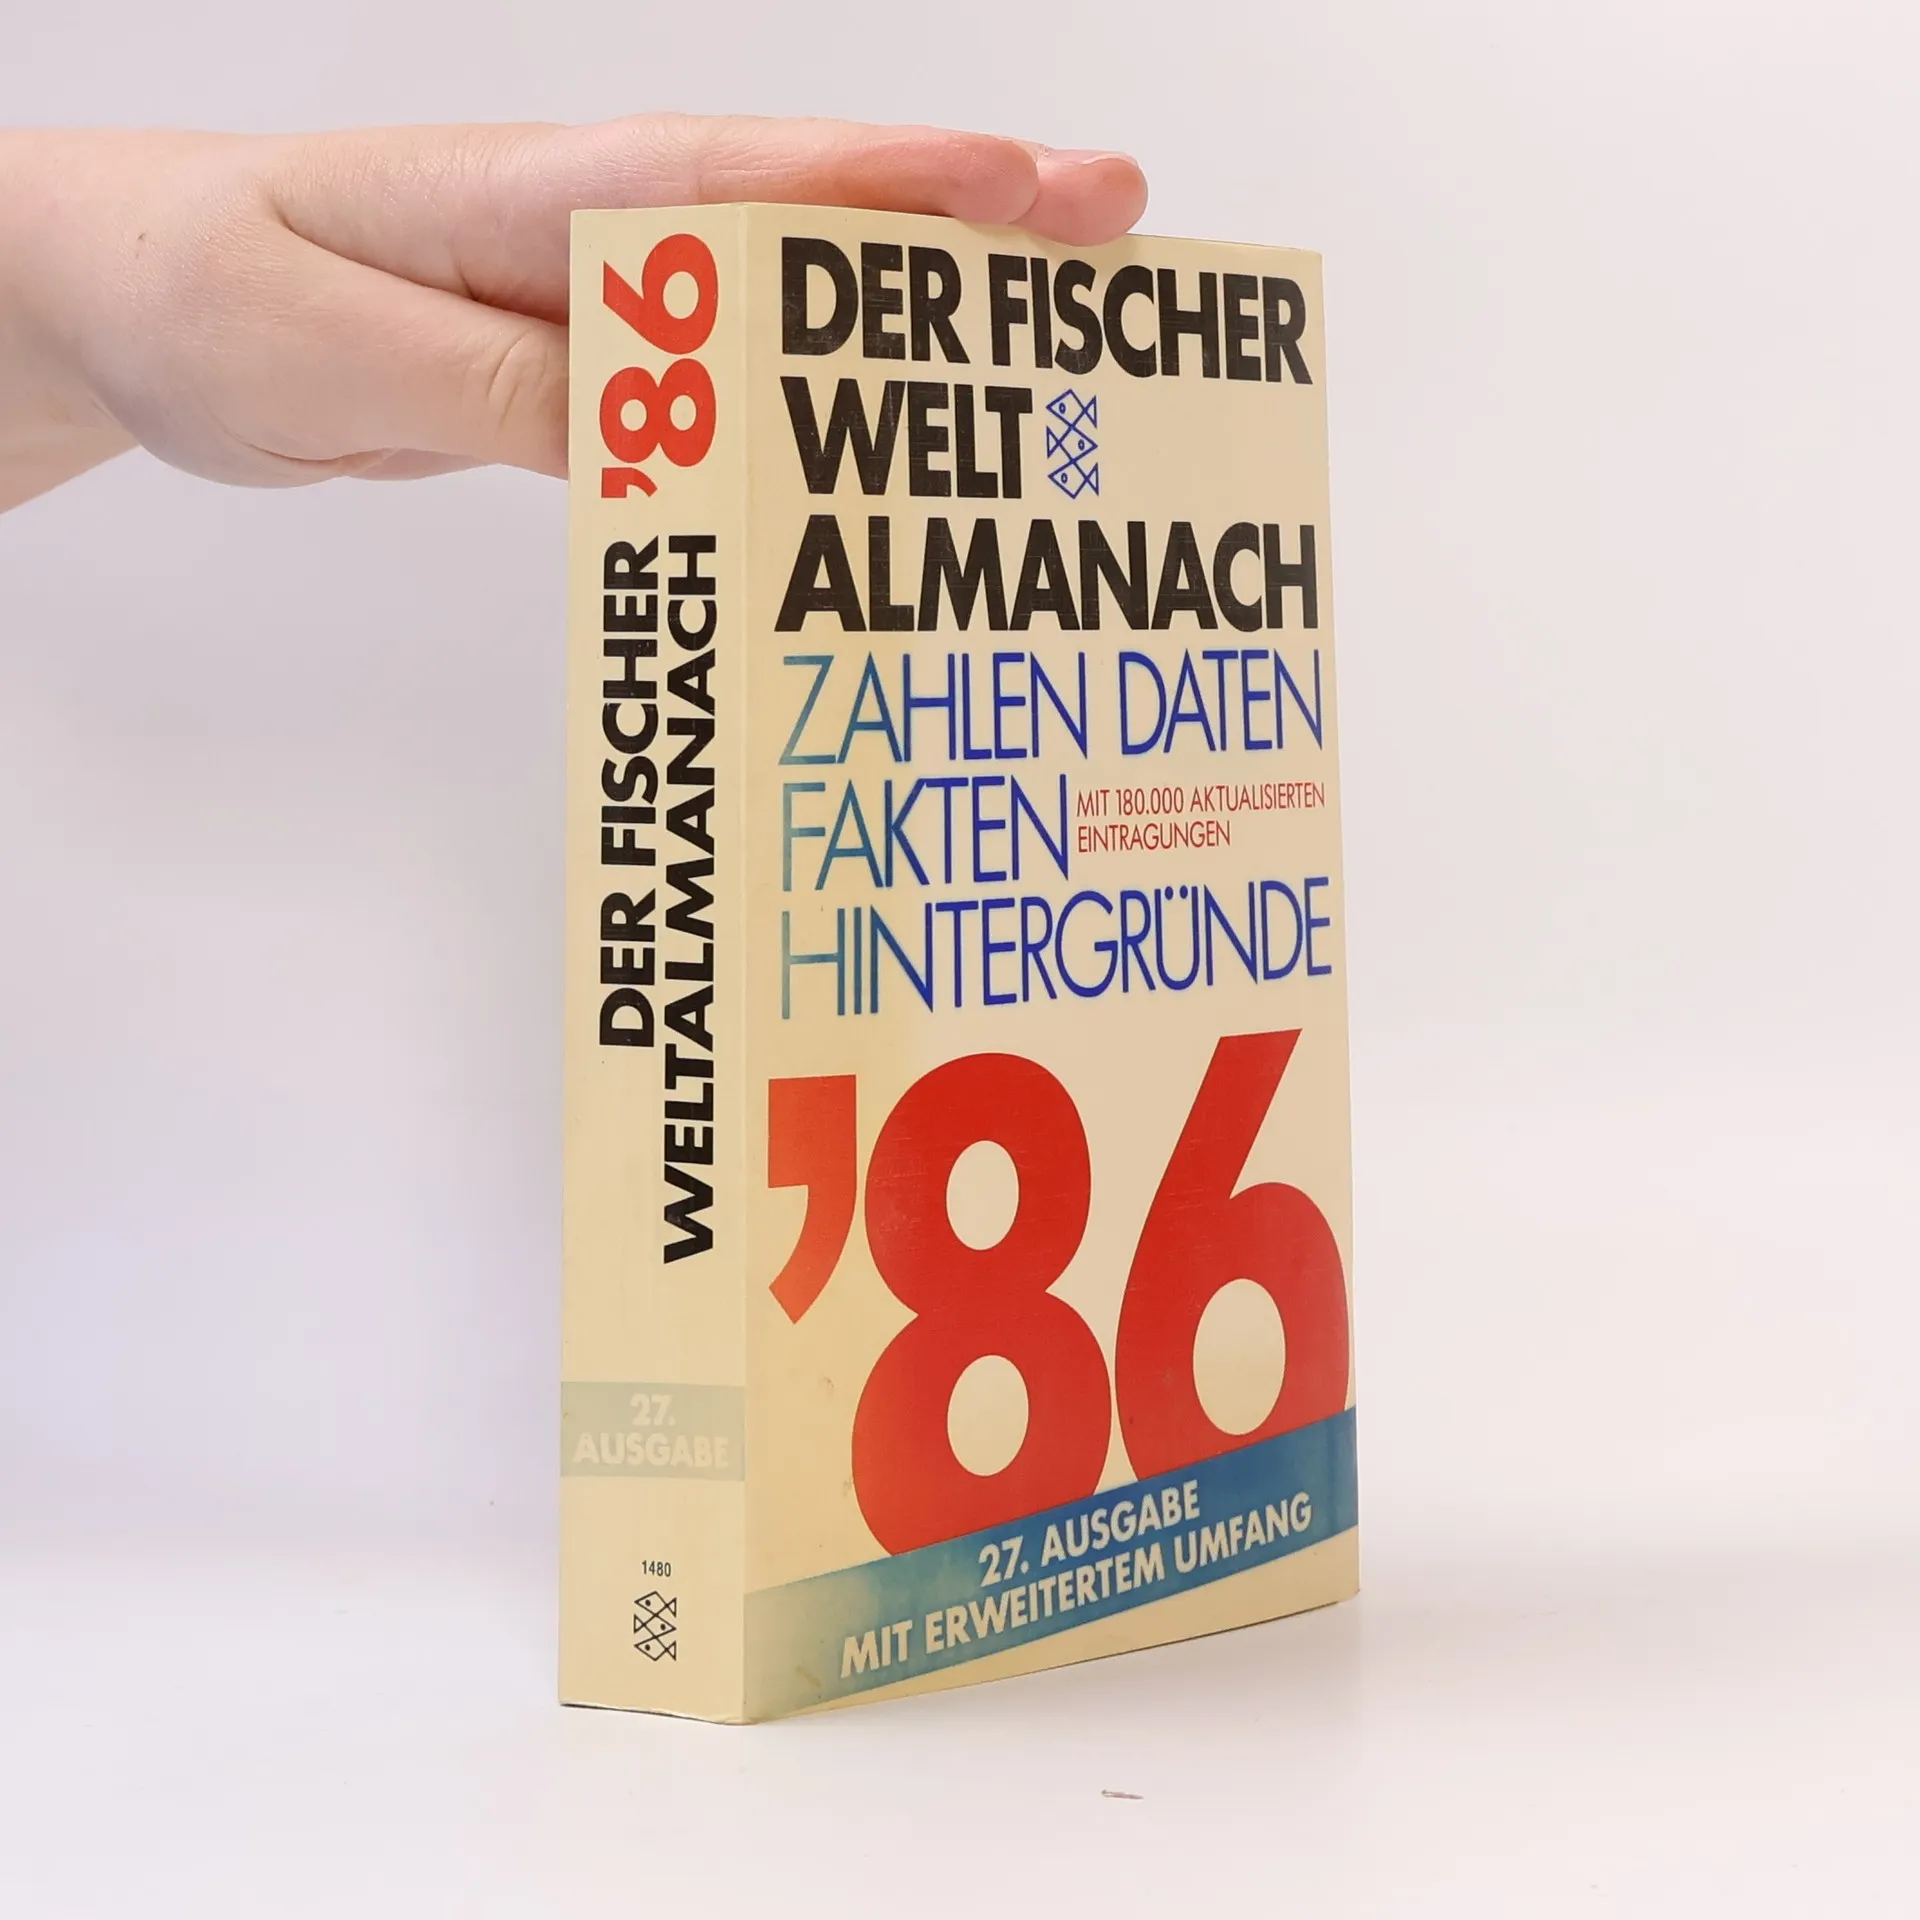 DER FISCHER
WELTALMANACH '86
27.
AUSGABE
1480
DER FISCHER
WELT
ALMANACH
ZAHLEN DATEN
FAKTEN
MIT 180.000 AKTUALISIERTEN
EINTRAGUNGEN
HINTERGRÜNDE
'86
27. AUSGABE
MIT ERWEITERTEM UMFANG